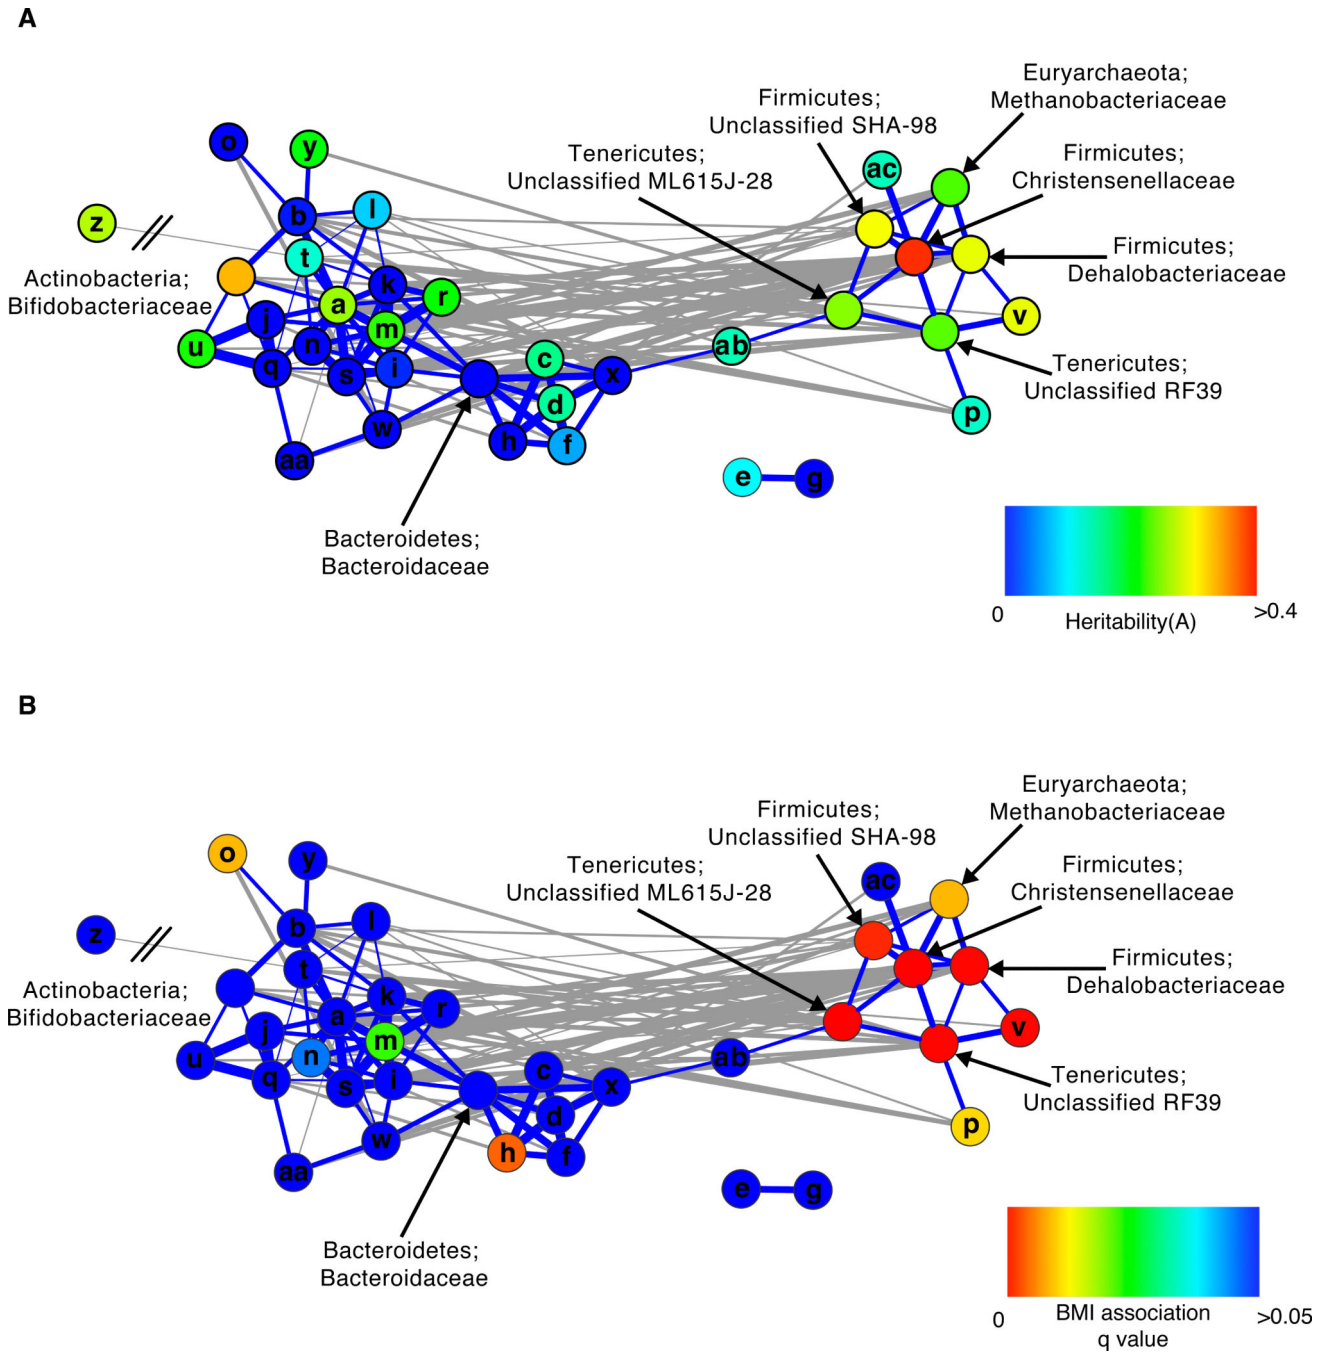 A
Euryarchaeota;
Methanobacteriaceae
Firmicutes;
Unclassified SHA-98
Tenericutes;
Unclassified ML615J-28
Firmicutes;
Christensenellaceae
Firmicutes;
Dehalobacteriaceae
Actinobacteria;
Bifidobacteriaceae
Tenericutes;
Unclassified RF39
Bacteroidetes;
Bacteroidaceae
o
y
z
b
l
t
k
a
r
j
m
u
n
q
s
i
w
aa
c
d
x
h
f
ab
ac
v
p
e
g
0
>0.4
Heritability(A)
B
Euryarchaeota;
Methanobacteriaceae
Firmicutes;
Unclassified SHA-98
Tenericutes;
Unclassified ML615J-28
Firmicutes;
Christensenellaceae
Firmicutes;
Dehalobacteriaceae
Actinobacteria;
Bifidobacteriaceae
Tenericutes;
Unclassified RF39
Bacteroidetes;
Bacteroidaceae
o
y
z
b
l
t
k
a
r
j
m
u
n
q
s
i
w
aa
c
d
x
h
f
ab
ac
v
p
e
g
0
>0.05
BMI association
q value